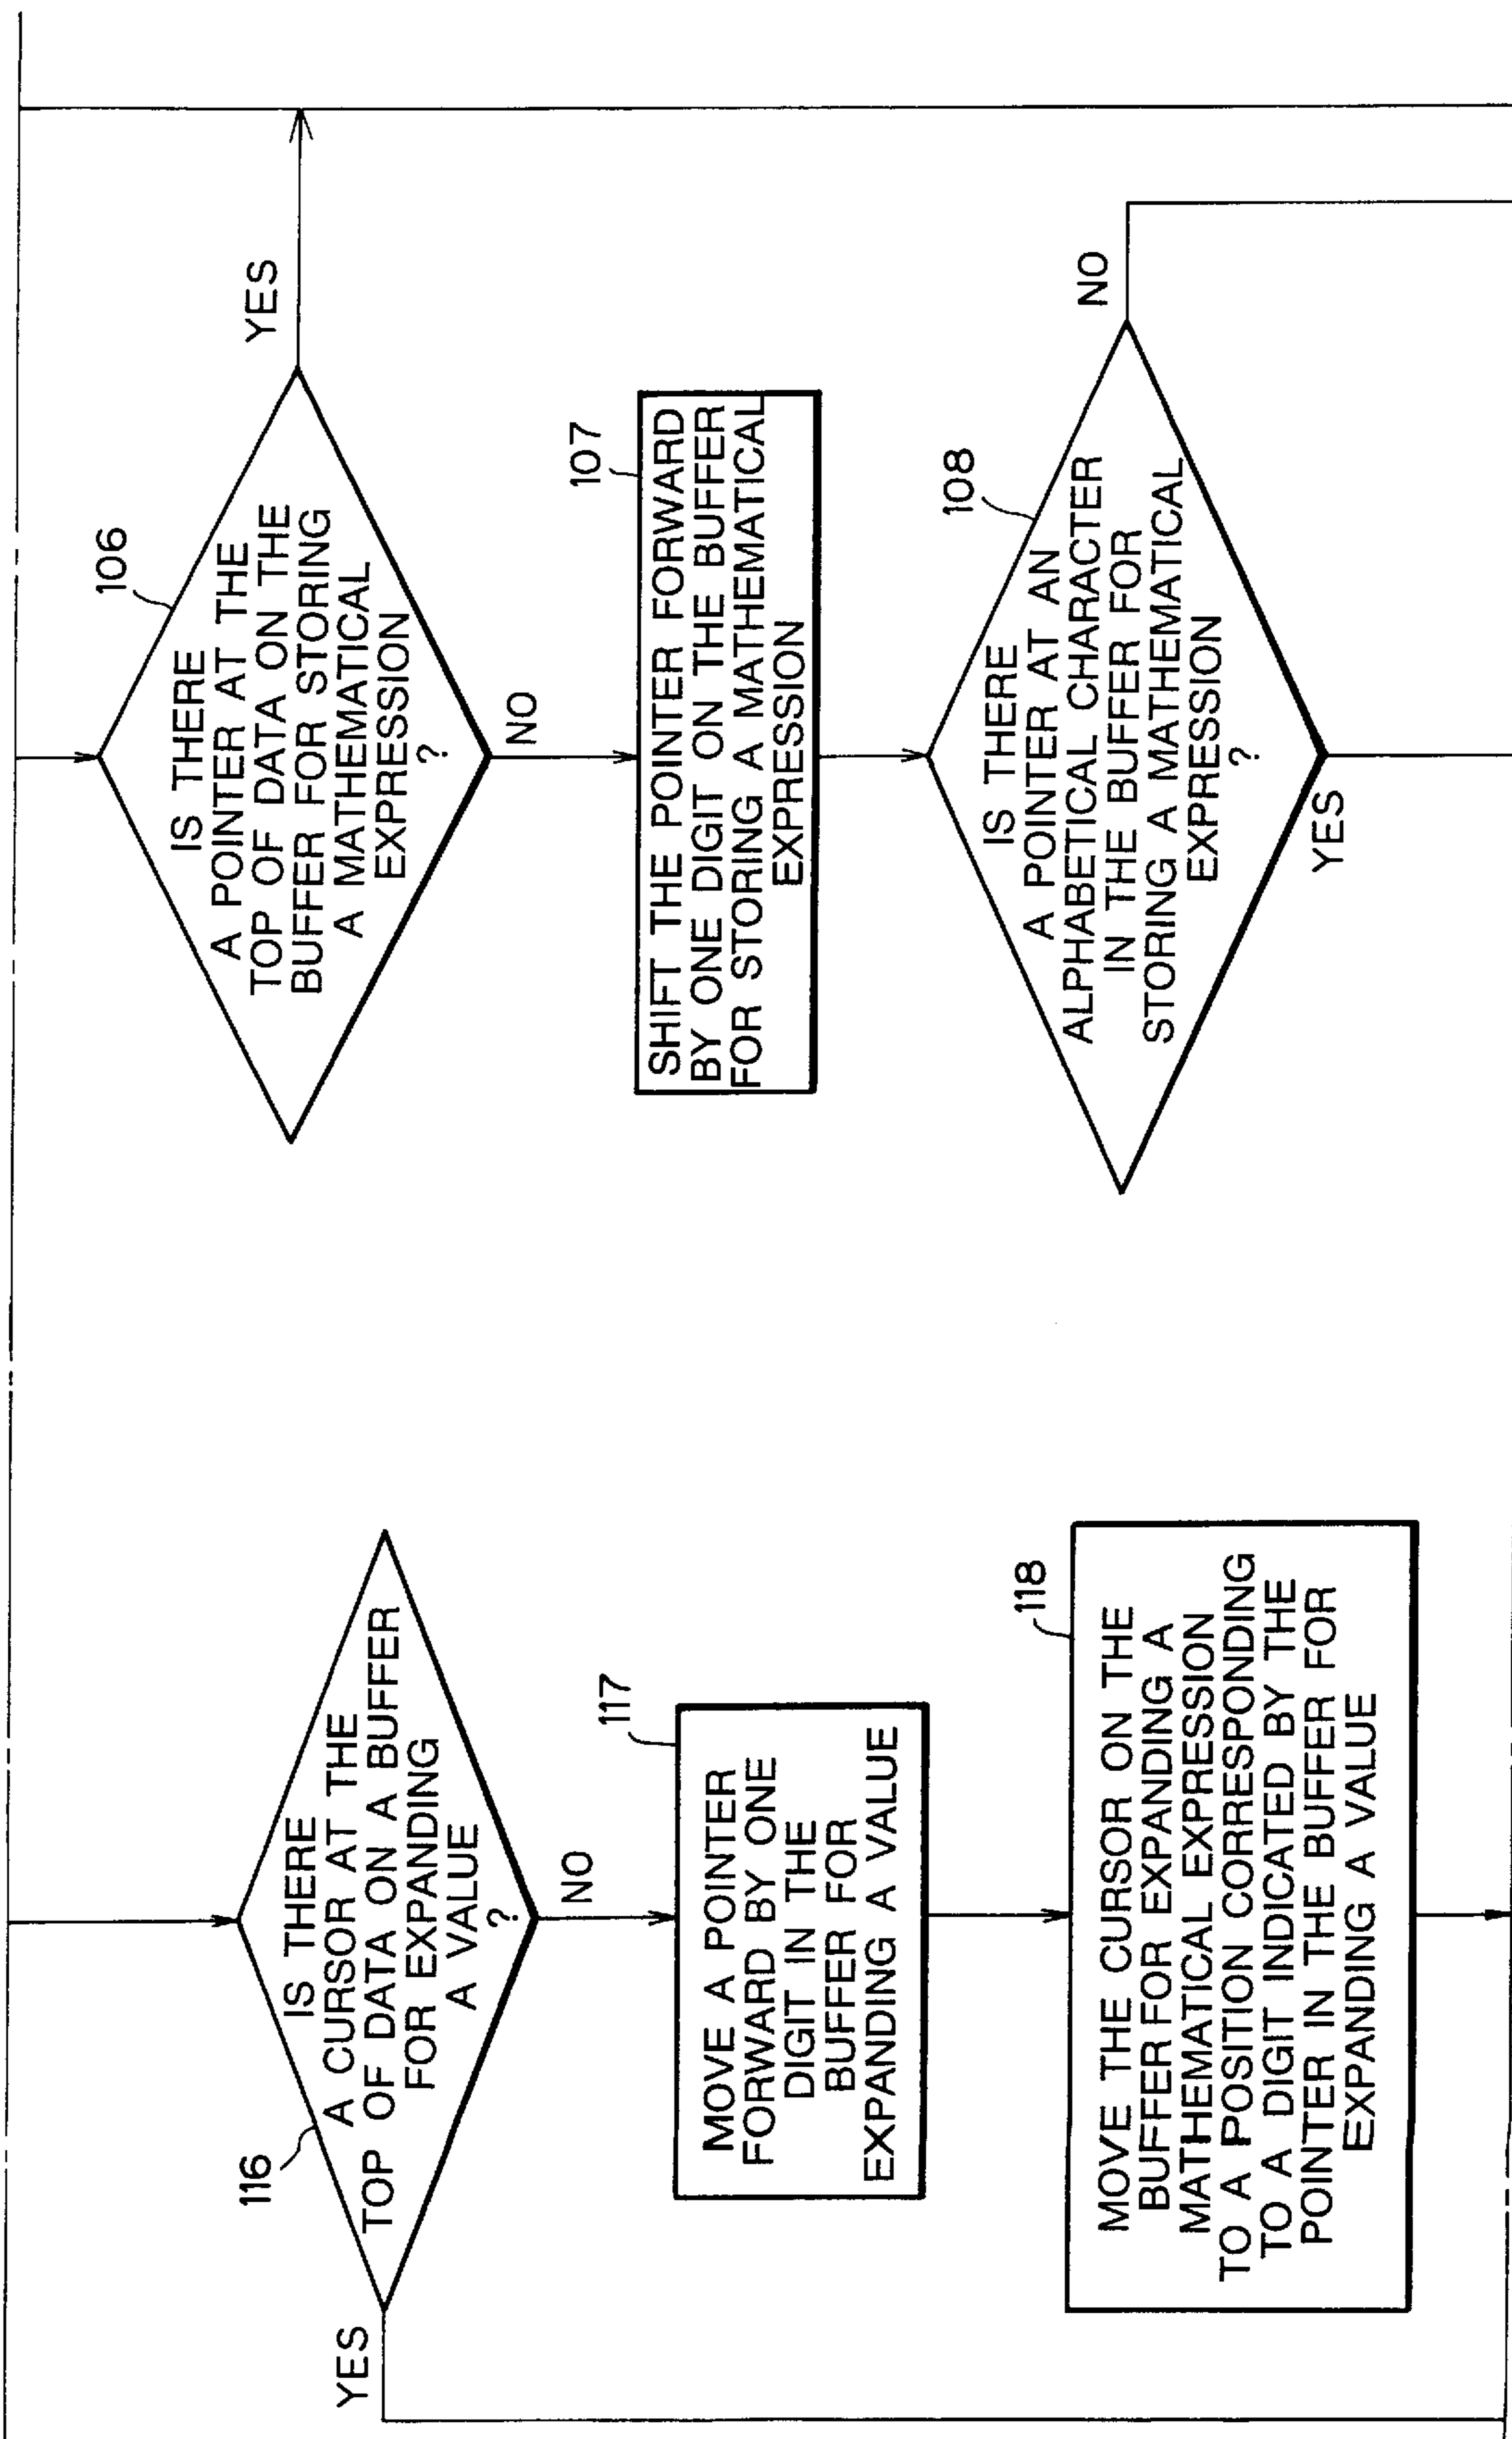 116
IS THERE
A CURSOR AT THE
TOP OF DATA ON A BUFFER
FOR EXPANDING
A VALUE
?
YES
NO
117
MOVE A POINTER
FORWARD BY ONE
DIGIT IN THE
BUFFER FOR
EXPANDING A VALUE
118
MOVE THE CURSOR ON THE
BUFFER FOR EXPANDING A
MATHEMATICAL EXPRESSION
TO A POSITION CORRESPONDING
TO A DIGIT INDICATED BY THE
POINTER IN THE BUFFER FOR
EXPANDING A VALUE
106
IS THERE
A POINTER AT THE
TOP OF DATA ON THE
BUFFER FOR STORING
A MATHEMATICAL
EXPRESSION
?
YES
NO
107
SHIFT THE POINTER FORWARD
BY ONE DIGIT ON THE BUFFER
FOR STORING A MATHEMATICAL
EXPRESSION
108
IS THERE
A POINTER AT AN
ALPHABETICAL CHARACTER
IN THE BUFFER FOR
STORING A MATHEMATICAL
EXPRESSION
?
NO
YES